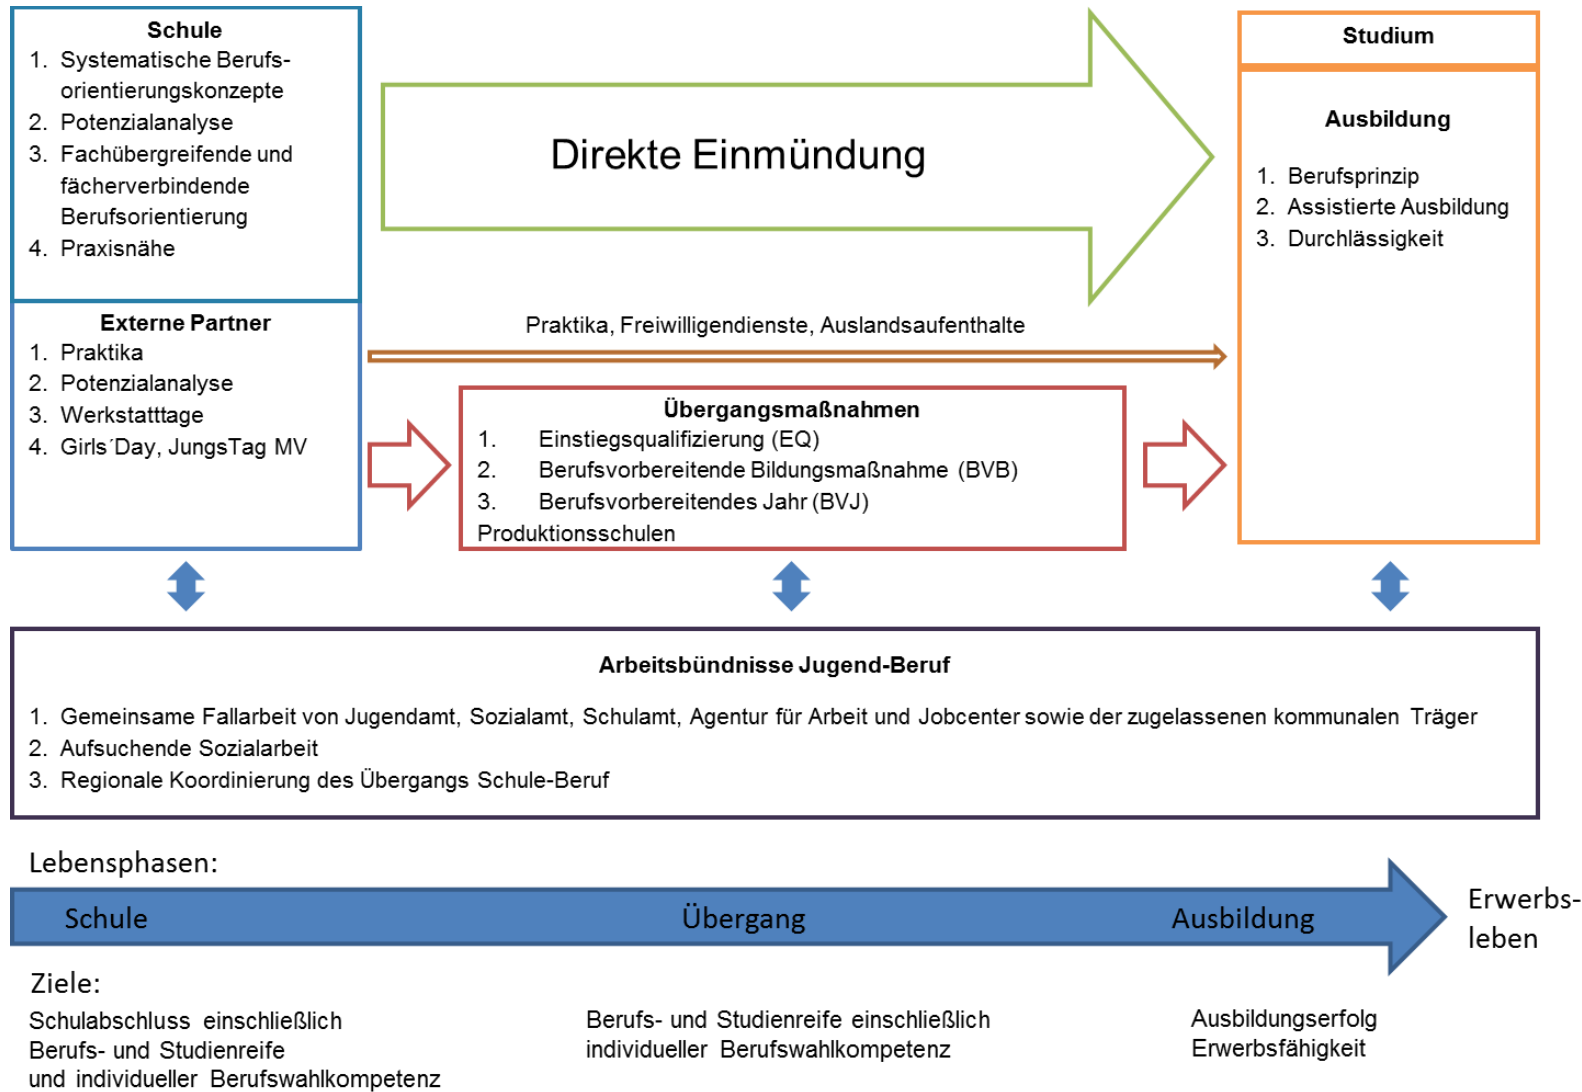 Schule
1. Systematische Berufs-
orientierungskonzepte
2. Potenzialanalyse
3. Fachübergreifende und
fächerverbindende
Berufsorientierung
4. Praxisnähe
Externe Partner
1. Praktika
2. Potenzialanalyse
3. Werkstatttage
4. Girls´Day, JungsTag MV
Direkte Einmündung
Praktika, Freiwilligendienste, Auslandsaufenthalte
Übergangsmaßnahmen
1. Einstiegsqualifizierung (EQ)
2. Berufsvorbereitende Bildungsmaßnahme (BVB)
3. Berufsvorbereitendes Jahr (BVJ)
Produktionsschulen
Studium
Ausbildung
1. Berufsprinzip
2. Assistierte Ausbildung
3. Durchlässigkeit
Arbeitsbündnisse Jugend-Beruf
1. Gemeinsame Fallarbeit von Jugendamt, Sozialamt, Schulamt, Agentur für Arbeit und Jobcenter sowie der zugelassenen kommunalen Träger
2. Aufsuchende Sozialarbeit
3. Regionale Koordinierung des Übergangs Schule-Beruf
Lebensphasen:
Schule
Übergang
Ausbildung
Erwerbs-
leben
Ziele:
Schulabschluss einschließlich
Berufs- und Studienreife
und individueller Berufswahlkompetenz
Berufs- und Studienreife einschließlich
individueller Berufswahlkompetenz
Ausbildungserfolg
Erwerbsfähigkeit